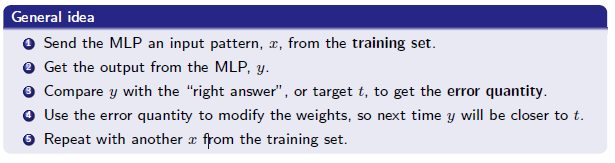 General idea
1 Send the MLP an input pattern, x, from the training set.
2 Get the output from the MLP, y.
3 Compare y with the “right answer”, or target t, to get the error quantity.
4 Use the error quantity to modify the weights, so next time y will be closer to t.
5 Repeat with another x from the training set.